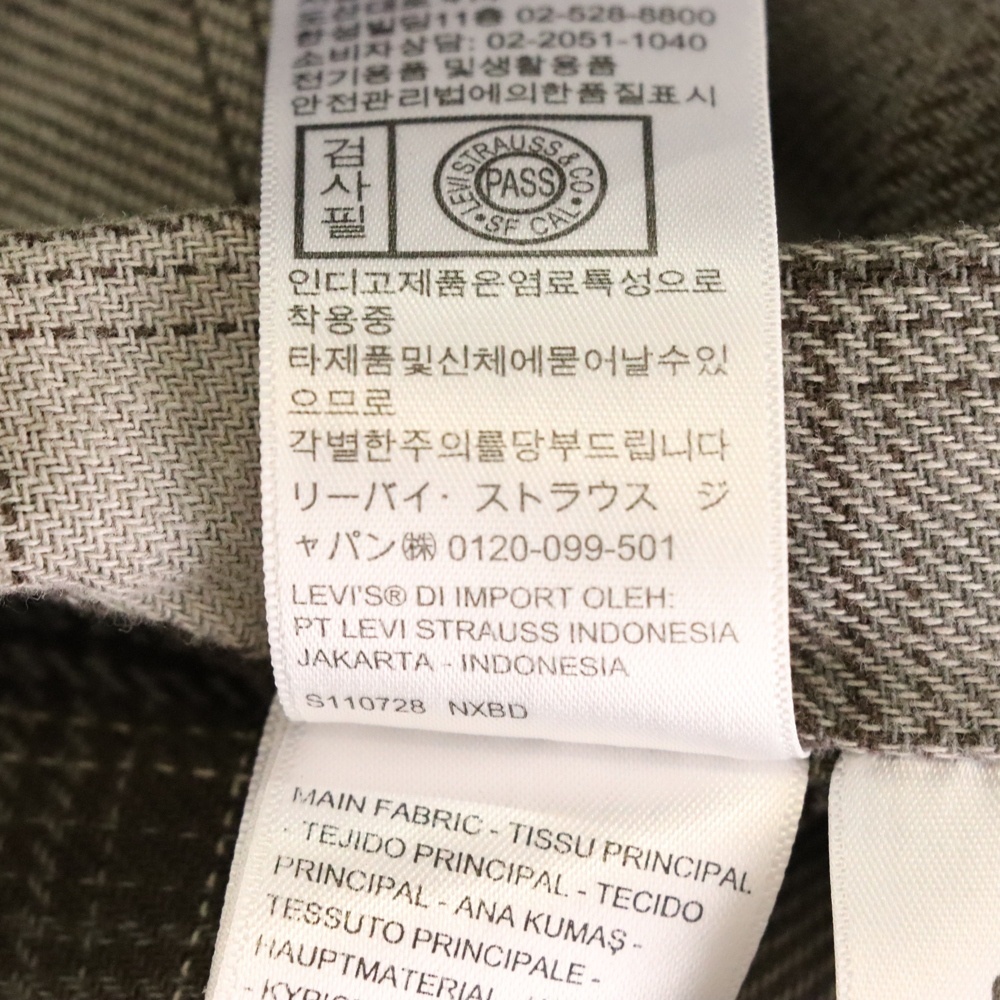 한성빌딩11층 02-528-8800
소비자상담: 02-2051-1040
전기용품 및생활용품
안전관리법에의한품질표시
검
사
필
LEVI STRAUSS & CO
PASS
• SF CAL •
인디고제품은염료특성으로
착용중
타제품및신체에묻어날수있
으므로
각별한주의를당부드립니다
リーバイ・ ストラウス ジ
ャパン㈱ 0120-099-501
LEVI'S® DI IMPORT OLEH:
PT LEVI STRAUSS INDONESIA
JAKARTA - INDONESIA
S110728 NXBD
MAIN FABRIC - TISSU PRINCIPAL
- TEJIDO PRINCIPAL - TECIDO
PRINCIPAL - ANA KUMAŞ -
TESSUTO PRINCIPALE -
HAUPTMATERIAL -